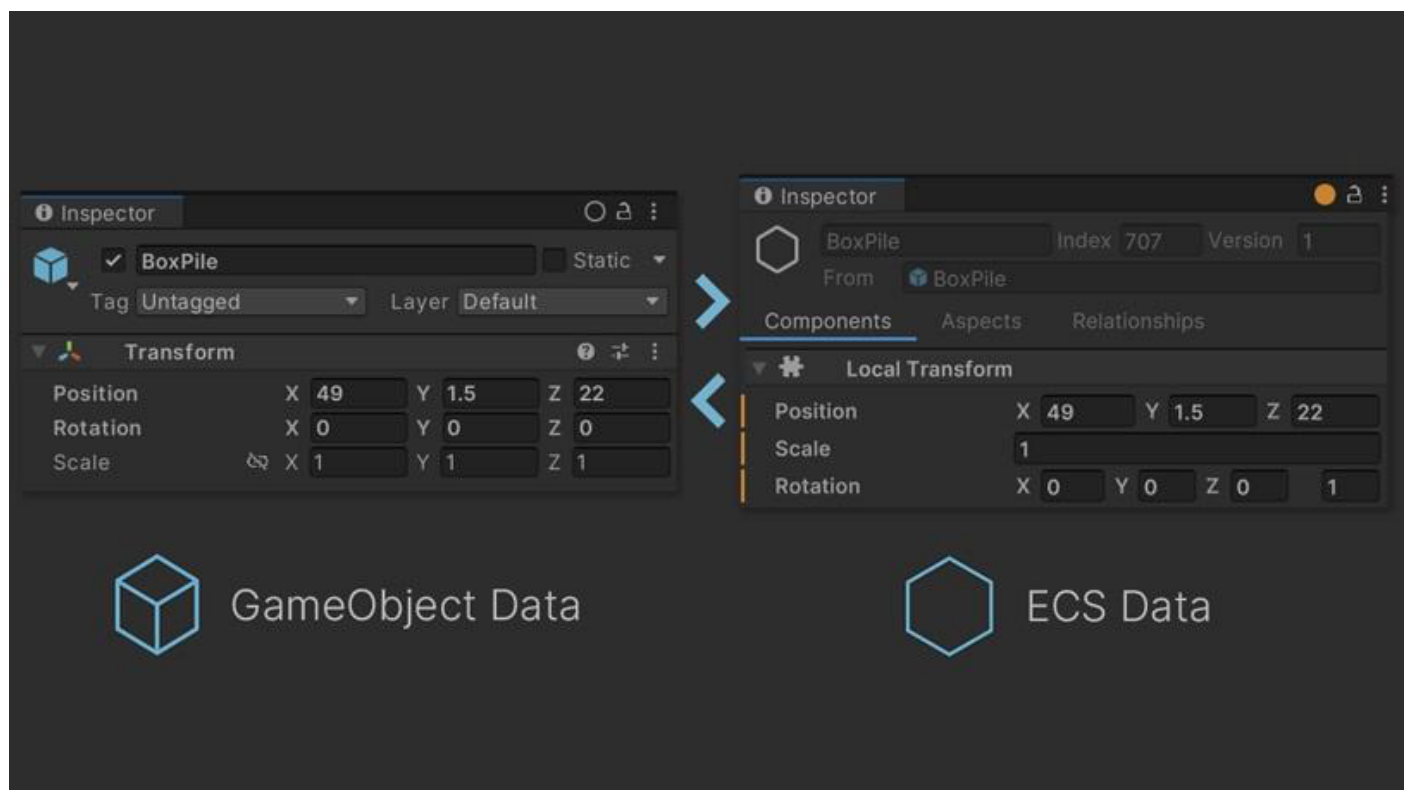 Inspector
BoxPile
Static
Tag Untagged Layer Default
Transform
Position X 49 Y 1.5 Z 22
Rotation X 0 Y 0 Z 0
Scale X 1 Y 1 Z 1
GameObject Data
Inspector
BoxPile Index 707 Version 1
From BoxPile
Components Aspects Relationships
Local Transform
Position X 49 Y 1.5 Z 22
Scale 1
Rotation X 0 Y 0 Z 0 1
ECS Data